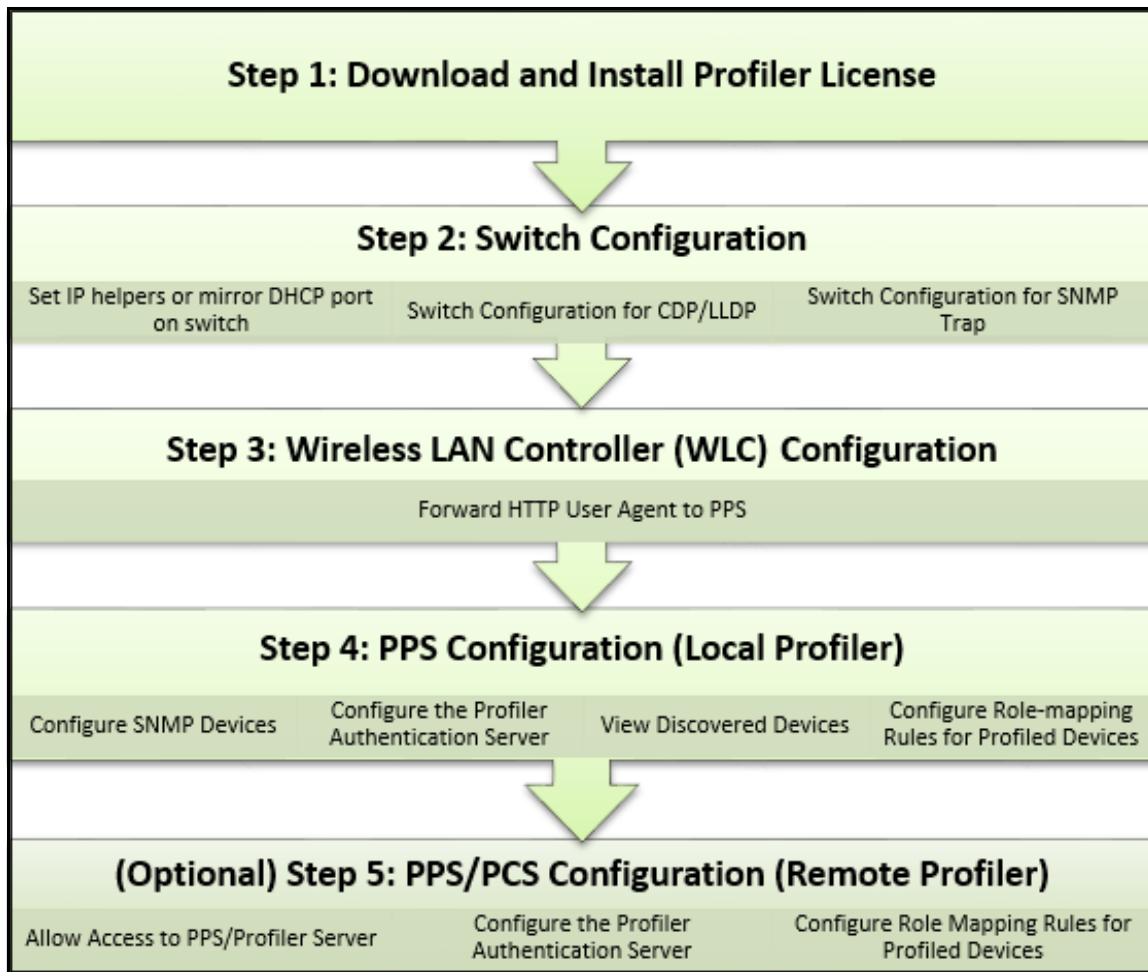 Step 1: Download and Install Profiler License
Step 2: Switch Configuration
Set IP helpers or mirror DHCP port
on switch
Switch Configuration for CDP/LLDP
Switch Configuration for SNMP
Trap
Step 3: Wireless LAN Controller (WLC) Configuration
Forward HTTP User Agent to PPS
Step 4: PPS Configuration (Local Profiler)
Configure SNMP Devices
Configure the Profiler
Authentication Server
View Discovered Devices
Configure Role-mapping
Rules for Profiled Devices
(Optional) Step 5: PPS/PCS Configuration (Remote Profiler)
Allow Access to PPS/Profiler Server
Configure the Profiler
Authentication Server
Configure Role Mapping Rules for
Profiled Devices